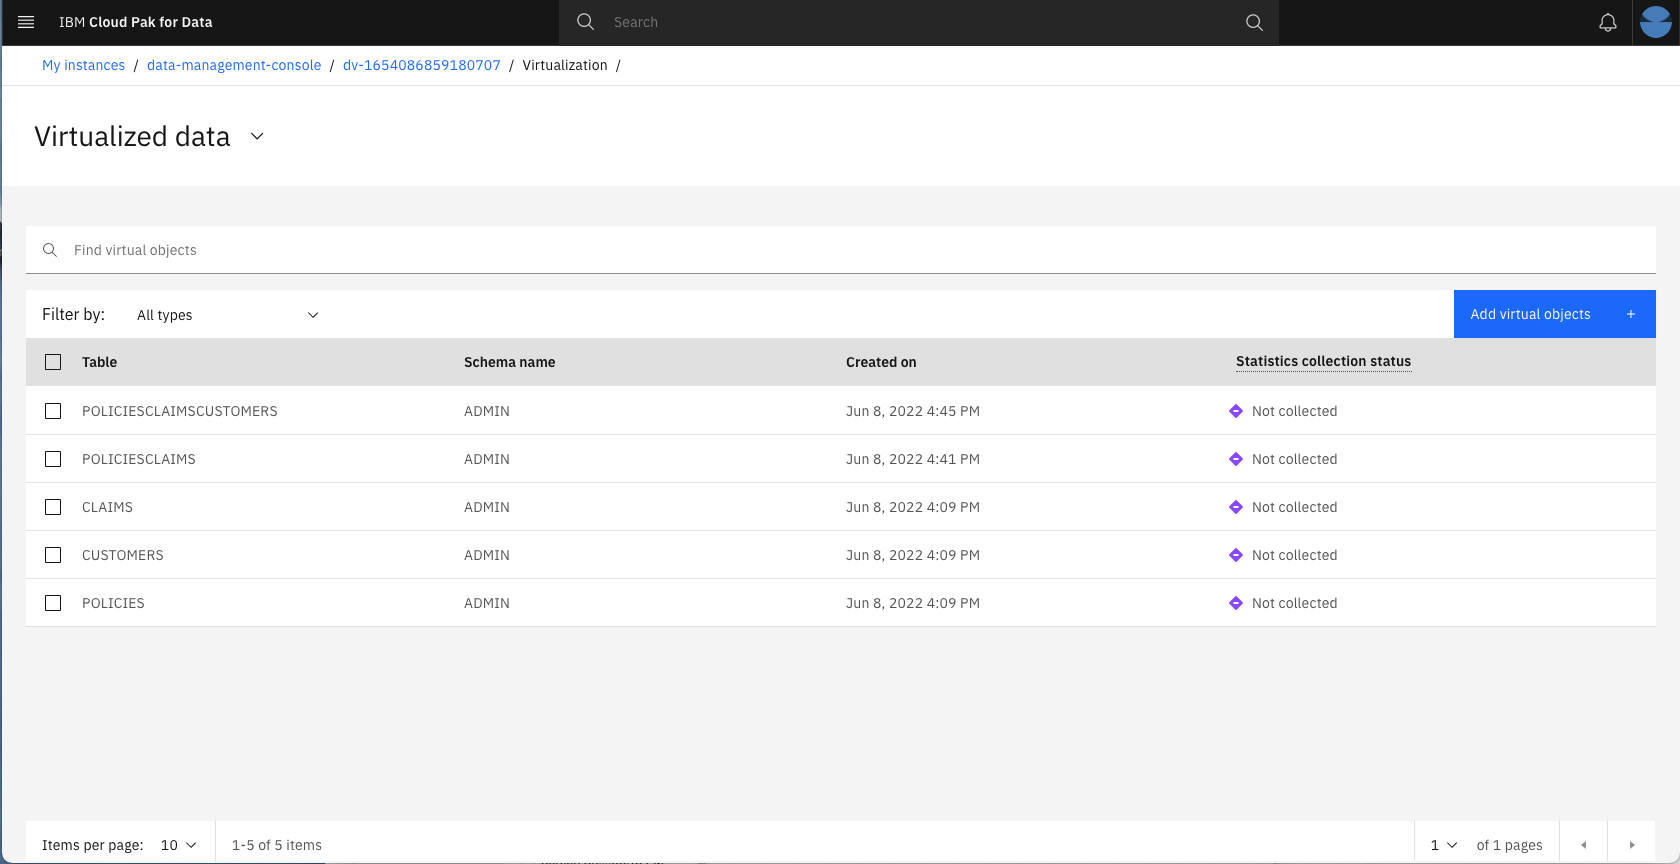 IBM Cloud Pak for Data
Search
My instances / data-management-console / dv-1654086859180707 / Virtualization /
Virtualized data
Find virtual objects
Filter by: All types
Add virtual objects +
Table Schema name Created on Statistics collection status
POLICIESCLAIMSCUSTOMERS ADMIN Jun 8, 2022 4:45 PM Not collected
POLICIESCLAIMS ADMIN Jun 8, 2022 4:41 PM Not collected
CLAIMS ADMIN Jun 8, 2022 4:09 PM Not collected
CUSTOMERS ADMIN Jun 8, 2022 4:09 PM Not collected
POLICIES ADMIN Jun 8, 2022 4:09 PM Not collected
Items per page: 10 1-5 of 5 items 1 of 1 pages